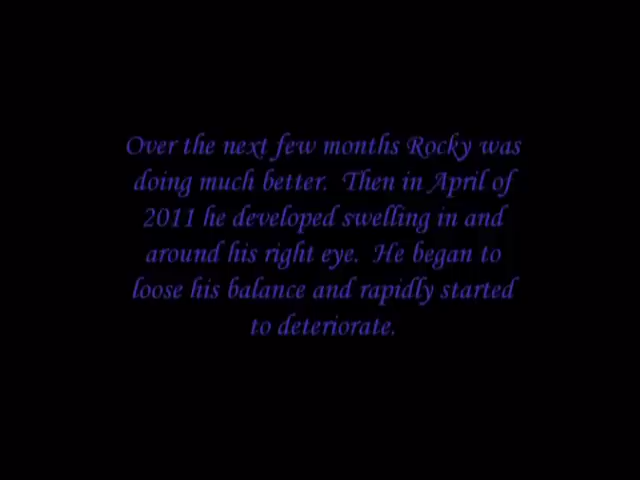 Over the next few months Rocky was
doing much better.  Then in April of
2011 he developed swelling in and
around his right eye.  He began to
loose his balance and rapidly started
to deteriorate.